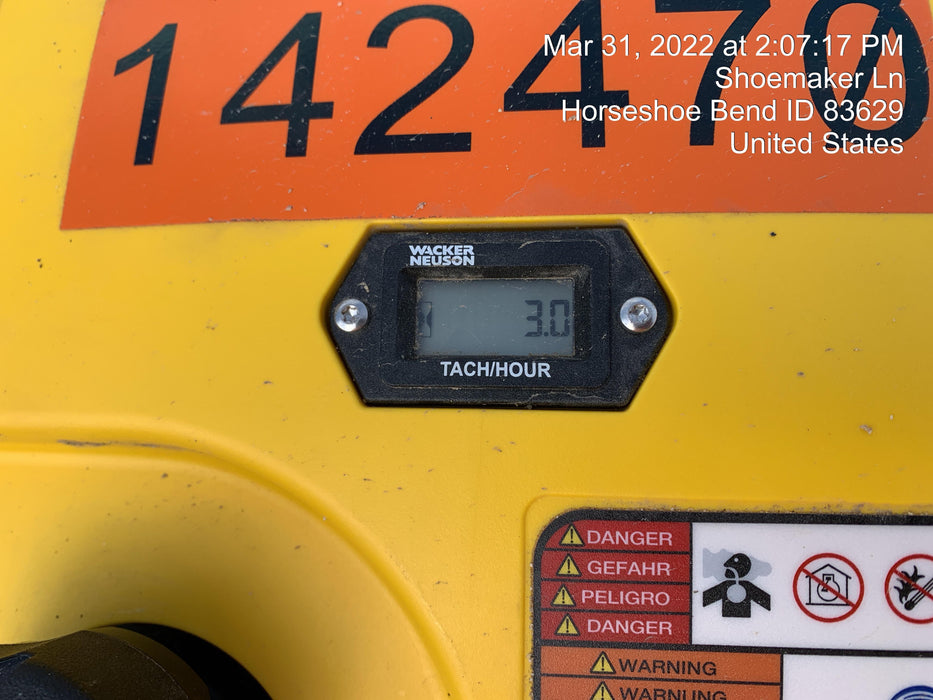 142470
Mar 31, 2022 at 2:07:17 PM
Shoemaker Ln
Horseshoe Bend ID 83629
United States
WACKER
NEUSON
3.0
TACH/HOUR
DANGER
GEFAHR
PELIGRO
DANGER
WARNING
WARNUNG